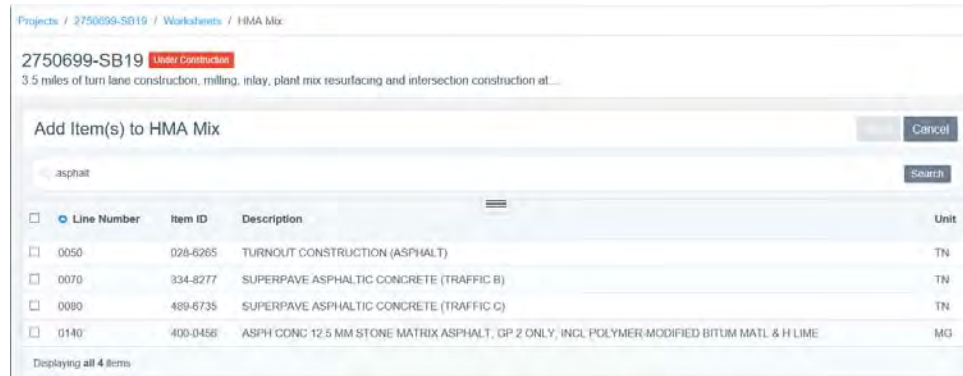 Projects / 2750699-SB19 / Worksheets / HMA Mix
2750699-SB19 Under Construction
3.5 miles of turn lane construction, milling, inlay, plant mix resurfacing and intersection construction at...
Add Item(s) to HMA Mix Cancel
asphalt Search
Line Number Item ID Description Unit
0050 028-6265 TURNOUT CONSTRUCTION (ASPHALT) TN
0070 334-8277 SUPERPAVE ASPHALTIC CONCRETE (TRAFFIC B) TN
0080 489-6735 SUPERPAVE ASPHALTIC CONCRETE (TRAFFIC C) TN
0140 400-0456 ASPH CONC 12.5 MM STONE MATRIX ASPHALT, GP 2 ONLY, INCL POLYMER-MODIFIED BITUM MATL & H LIME MG
Displaying all 4 items